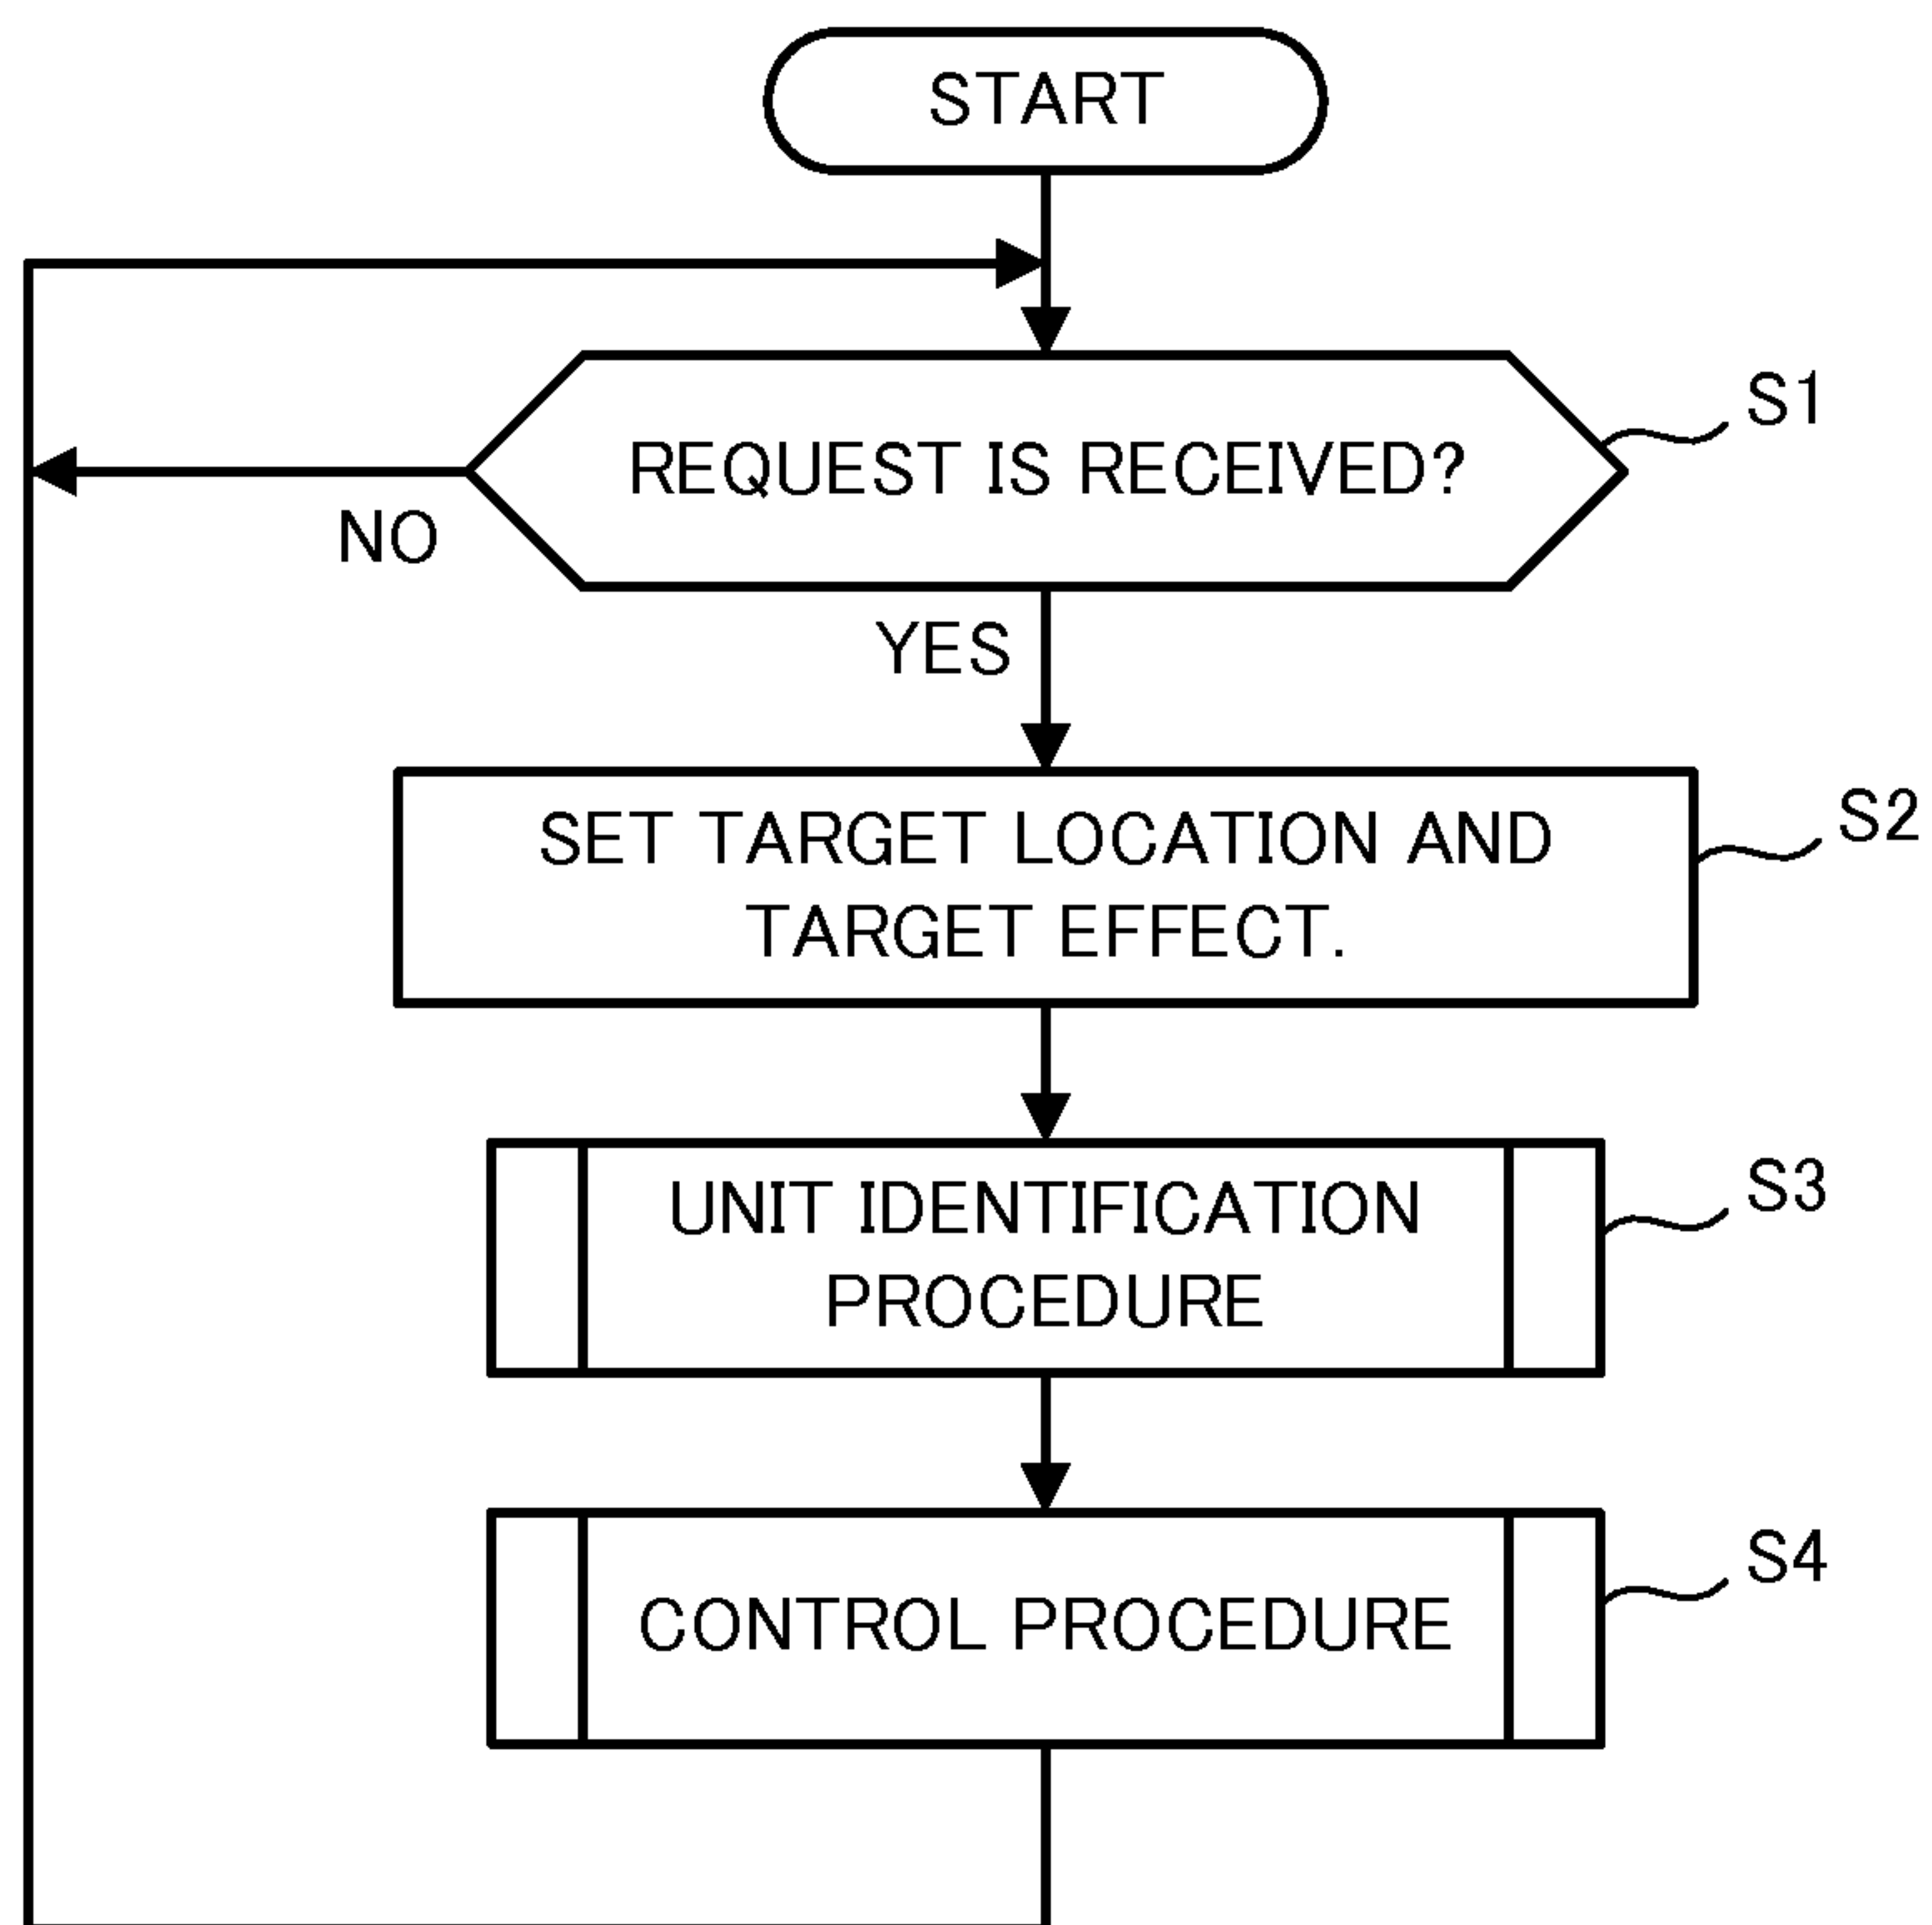 START
REQUEST IS RECEIVED?
S1
NO
YES
SET TARGET LOCATION AND
TARGET EFFECT.
S2
UNIT IDENTIFICATION
PROCEDURE
S3
CONTROL PROCEDURE
S4